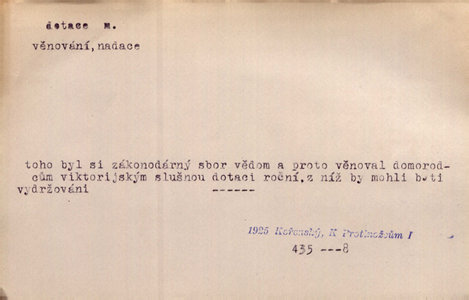 dotace m.
věnování, nadace
toho byl si zákonodárný sbor vědom a proto věnoval domorod-
cům viktorijským slušnou dotaci roční, z níž by mohli býti
vydržováni ------
1925 Kořenský, K Protinožcům I
435 ---8